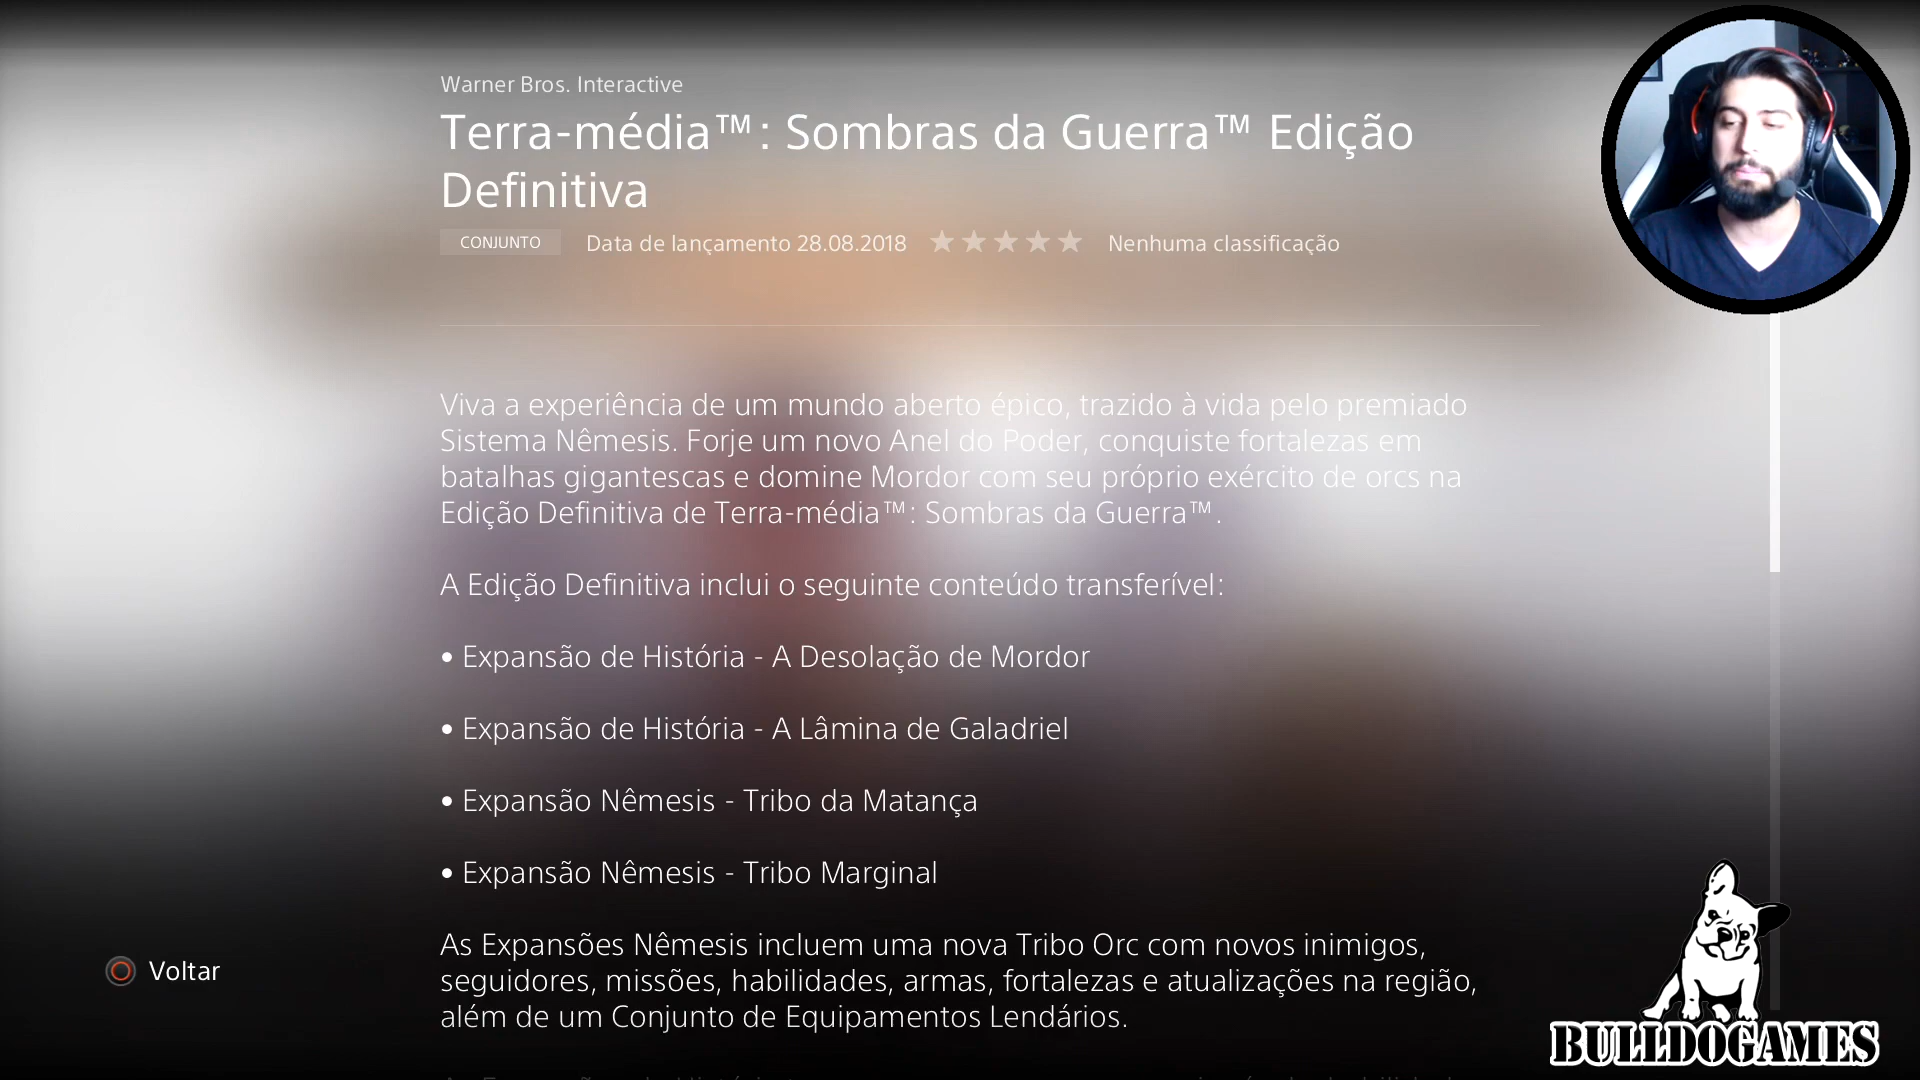 Warner Bros. Interactive
Terra-média™: Sombras da Guerra™ Edição
Definitiva
CONJUNTO Data de lançamento 28.08.2018 Nenhuma classificação
Viva a experiência de um mundo aberto épico, trazido à vida pelo premiado
Sistema Nêmesis. Forje um novo Anel do Poder, conquiste fortalezas em
batalhas gigantescas e domine Mordor com seu próprio exército de orcs na
Edição Definitiva de Terra-média™: Sombras da Guerra™.
A Edição Definitiva inclui o seguinte conteúdo transferível:
• Expansão de História - A Desolação de Mordor
• Expansão de História - A Lâmina de Galadriel
• Expansão Nêmesis - Tribo da Matança
• Expansão Nêmesis - Tribo Marginal
As Expansões Nêmesis incluem uma nova Tribo Orc com novos inimigos,
seguidores, missões, habilidades, armas, fortalezas e atualizações na região,
além de um Conjunto de Equipamentos Lendários.
Voltar
BULLDOGAMES